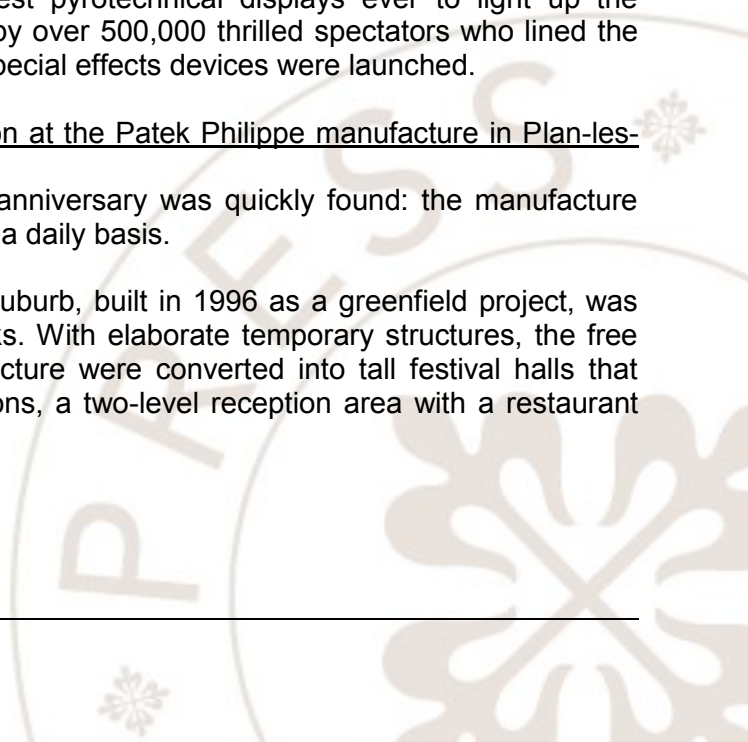 pyrotechnical displays ever to light up the
by over 500,000 thrilled spectators who lined the
special effects devices were launched.
on at the Patek Philippe manufacture in Plan-les-
anniversary was quickly found: the manufacture
a daily basis.
uburb, built in 1996 as a greenfield project, was
ks. With elaborate temporary structures, the free
cture were converted into tall festival halls that
ons, a two-level reception area with a restaurant
PRESS